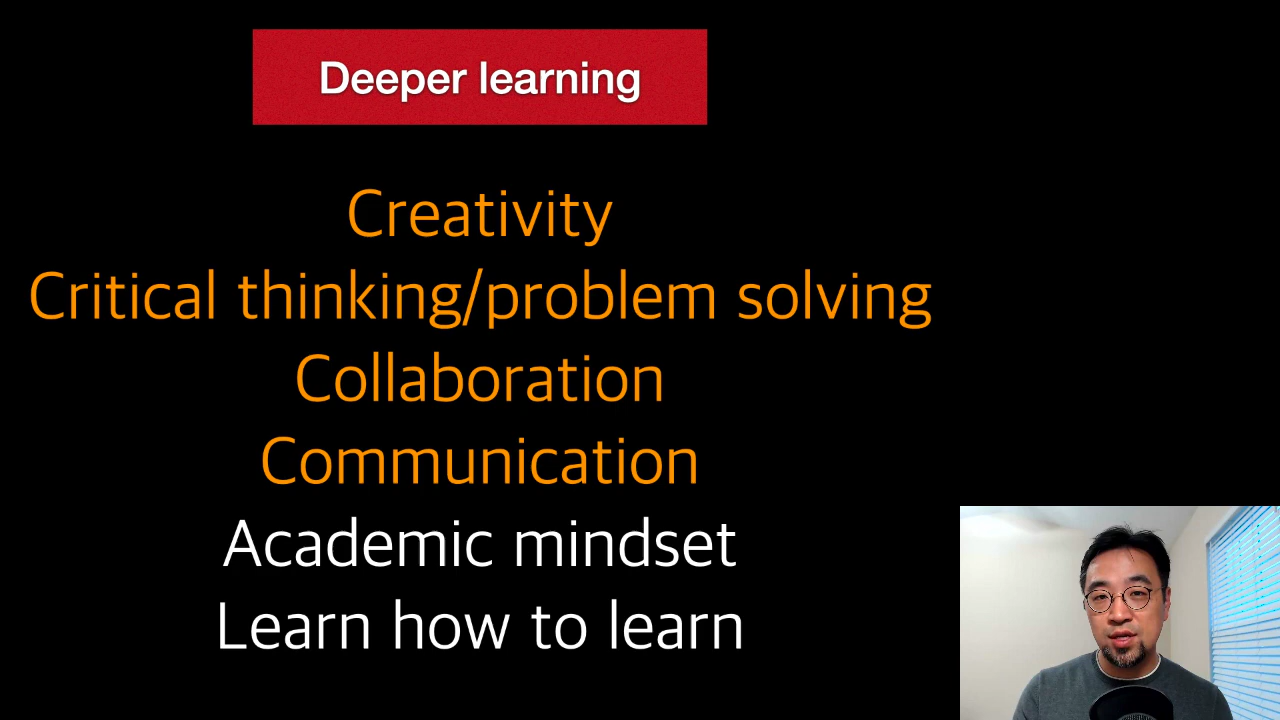 Deeper learning
Creativity
Critical thinking/problem solving
Collaboration
Communication
Academic mindset
Learn how to learn